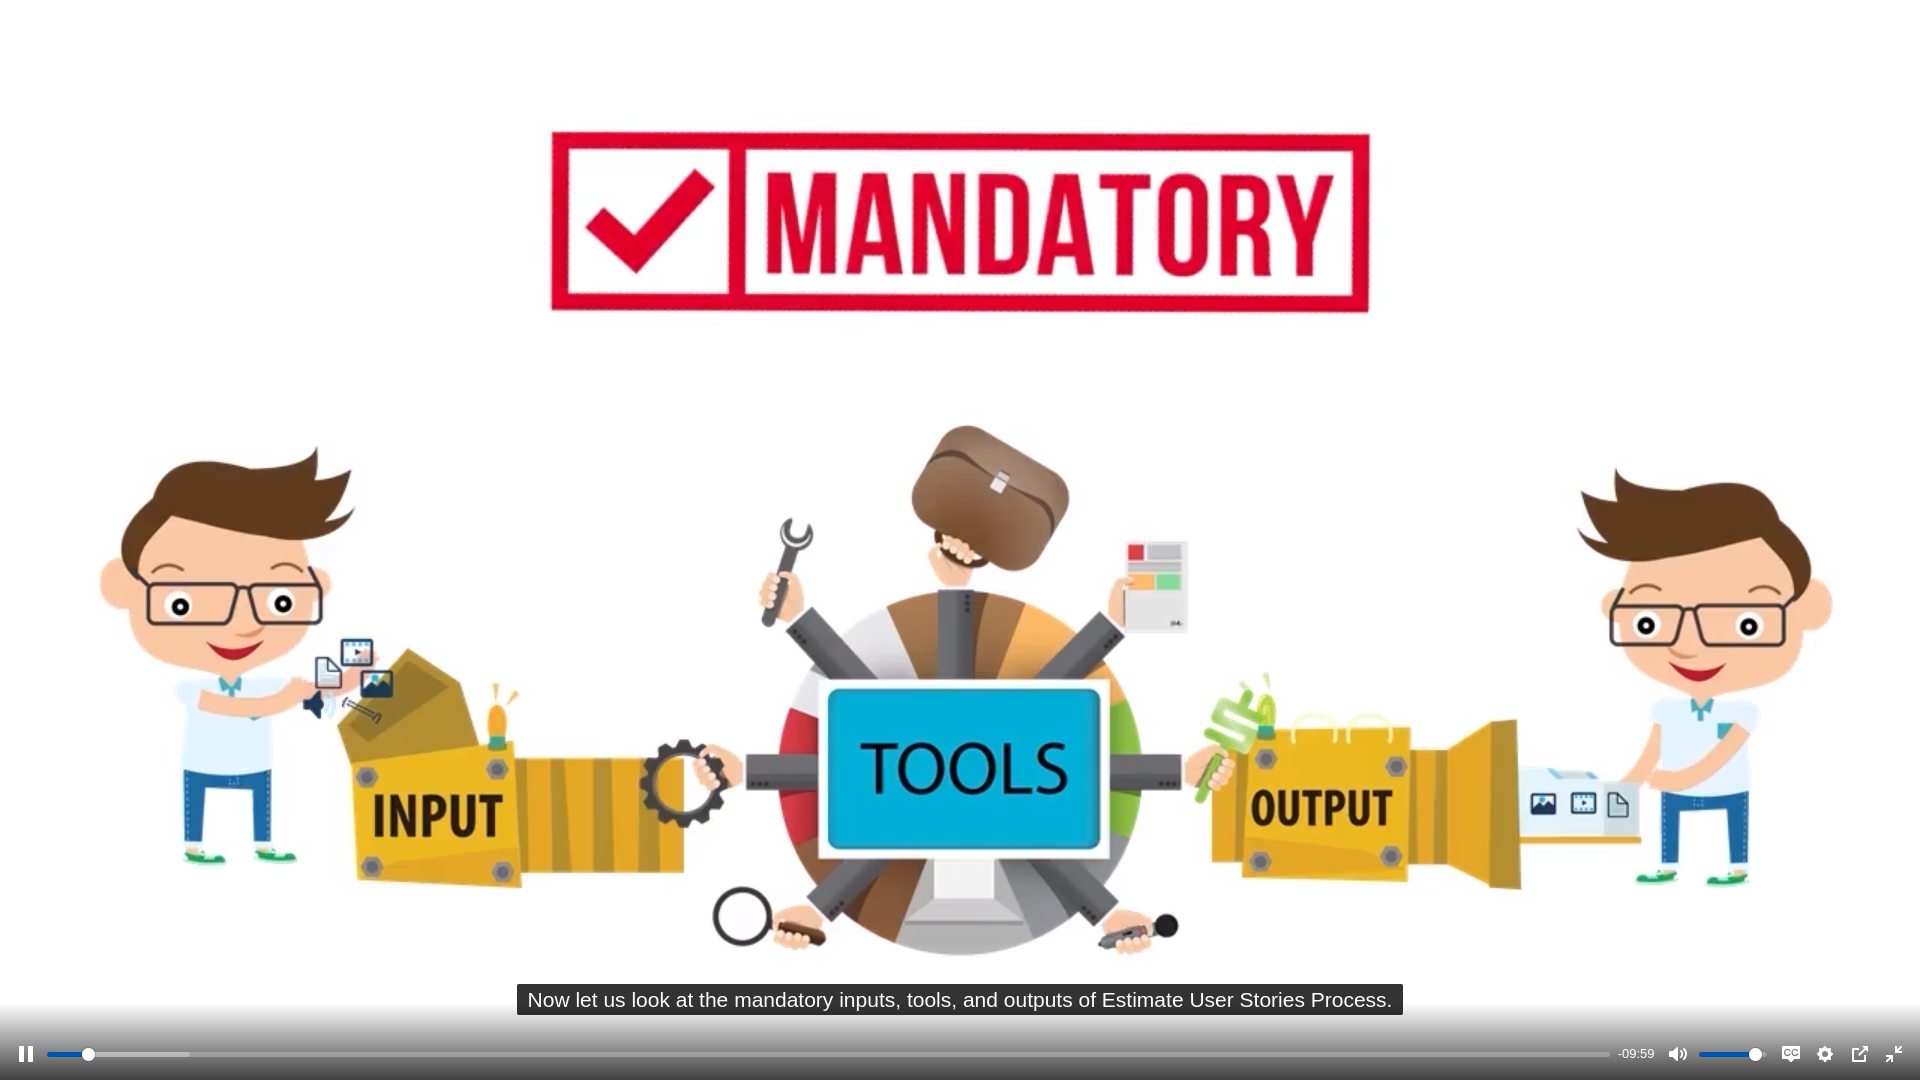 MANDATORY
TOOLS
INPUT
OUTPUT
Now let us look at the mandatory inputs, tools, and outputs of Estimate User Stories Process.
-09:59
CC